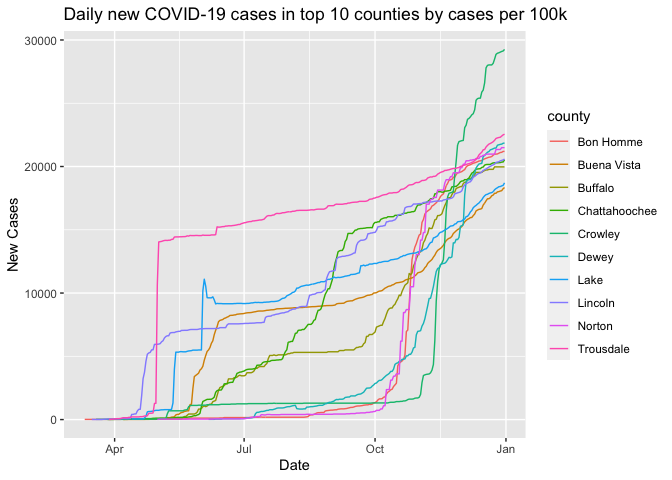 Daily new COVID-19 cases in top 10 counties by cases per 100k
New Cases
30000
20000
10000
0
Apr
Jul
Oct
Jan
Date
county
Bon Homme
Buena Vista
Buffalo
Chattahoochee
Crowley
Dewey
Lake
Lincoln
Norton
Trousdale